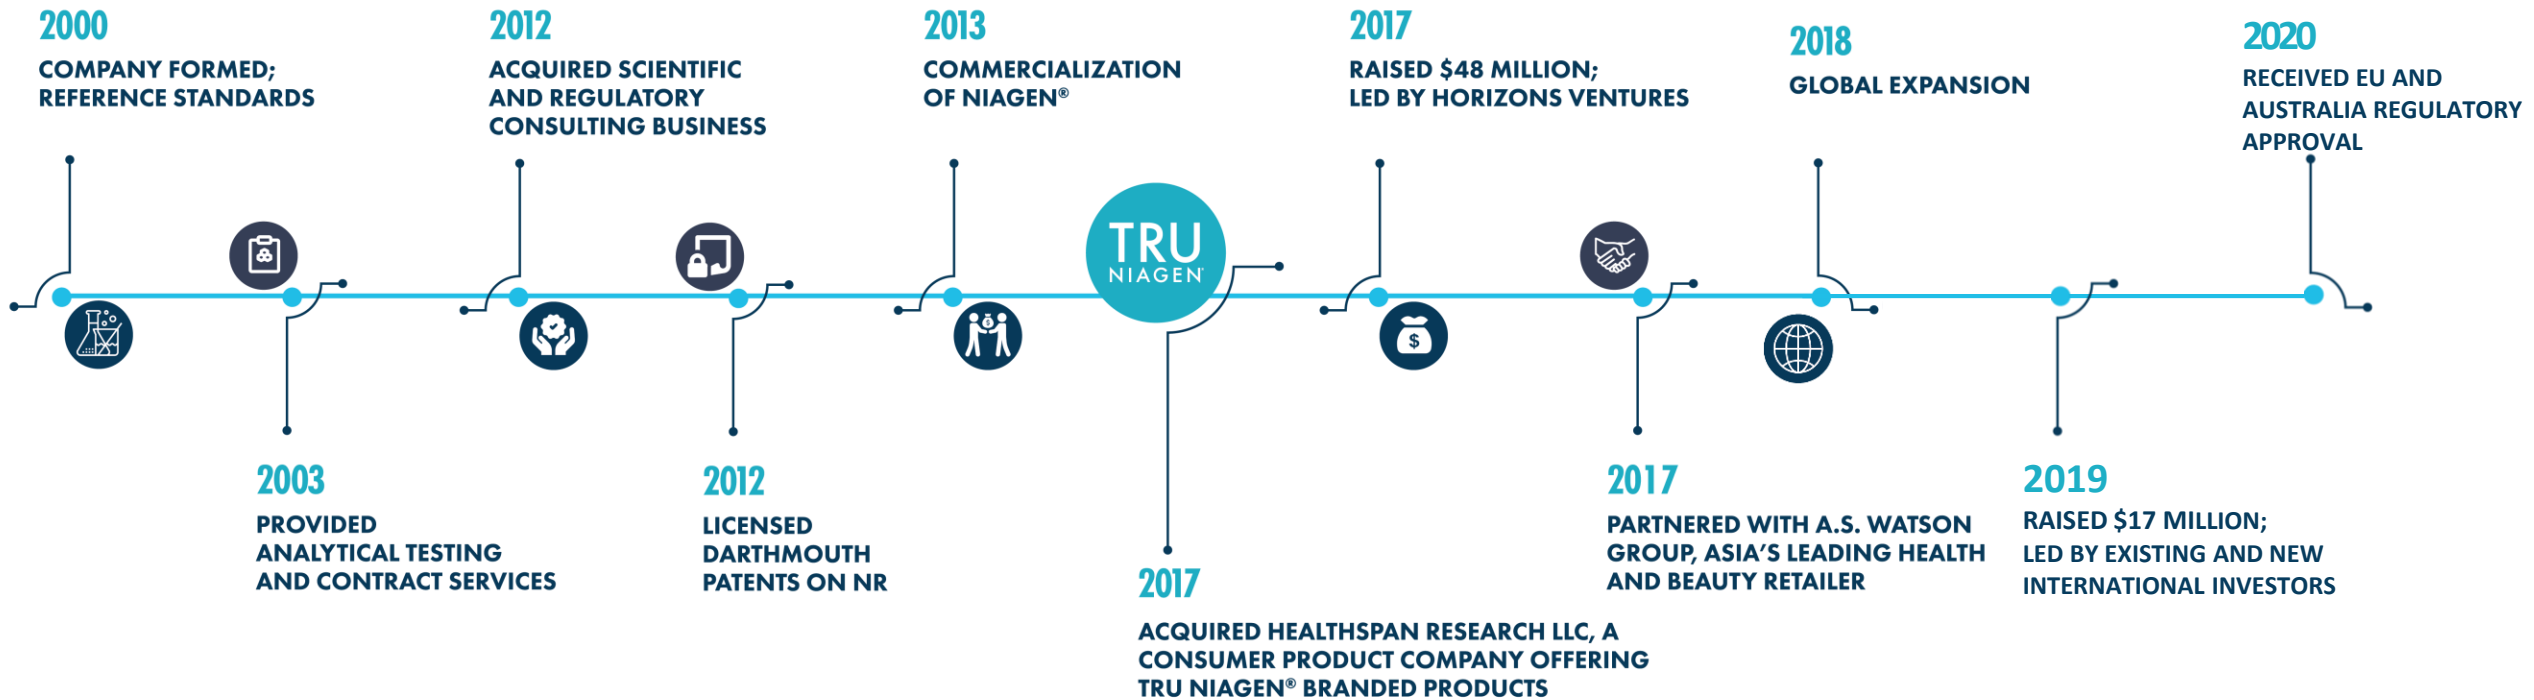 2000
COMPANY FORMED;
REFERENCE STANDARDS
2003
PROVIDED
ANALYTICAL TESTING
AND CONTRACT SERVICES
2012
ACQUIRED SCIENTIFIC
AND REGULATORY
CONSULTING BUSINESS
2012
LICENSED
DARTHMOUTH
PATENTS ON NR
2013
COMMERCIALIZATION
OF NIAGEN®
TRU
NIAGEN
2017
ACQUIRED HEALTHSPAN RESEARCH LLC, A
CONSUMER PRODUCT COMPANY OFFERING
TRU NIAGEN® BRANDED PRODUCTS
2017
RAISED $48 MILLION;
LED BY HORIZONS VENTURES
$
2017
PARTNERED WITH A.S. WATSON
GROUP, ASIA'S LEADING HEALTH
AND BEAUTY RETAILER
2018
GLOBAL EXPANSION
2019
RAISED $17 MILLION;
LED BY EXISTING AND NEW
INTERNATIONAL INVESTORS
2020
RECEIVED EU AND
AUSTRALIA REGULATORY
APPROVAL